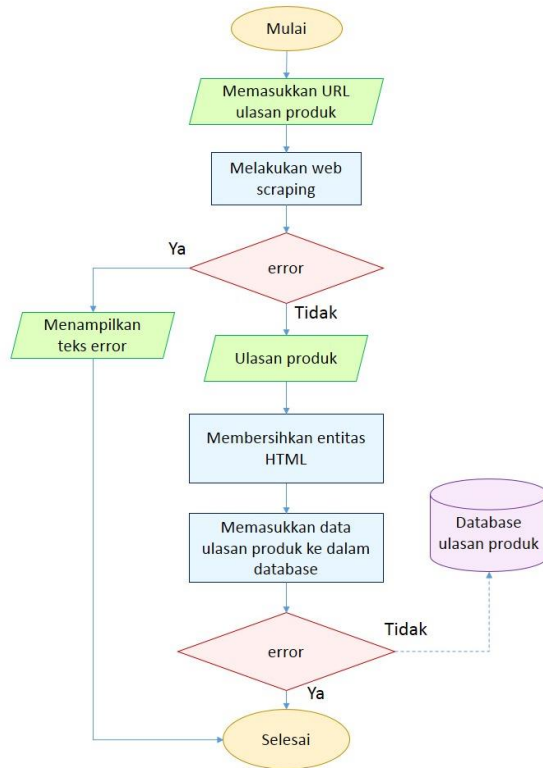 Mulai
Memasukkan URL
ulasan produk
Melakukan web
scraping
Ya
error
Tidak
Menampilkan
teks error
Ulasan produk
Membersihkan entitas
HTML
Memasukkan data
ulasan produk ke dalam
database
Database
ulasan produk
Tidak
error
Ya
Selesai